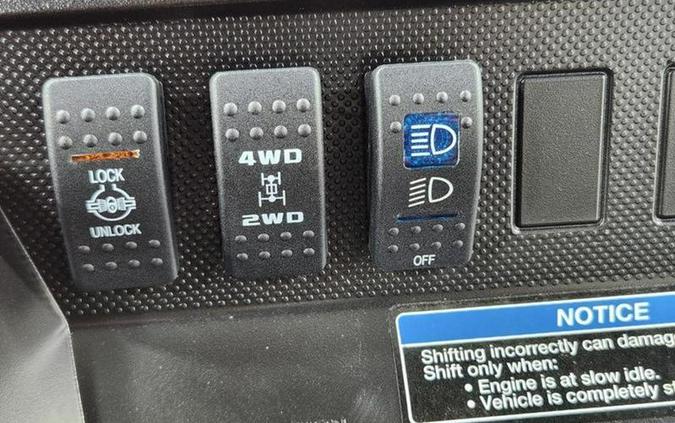 LOCK
UNLOCK
4WD
2WD
OFF
NOTICE
Shifting incorrectly can
Shift only when:
• Engine is at slow idle.
• Vehicle is completely